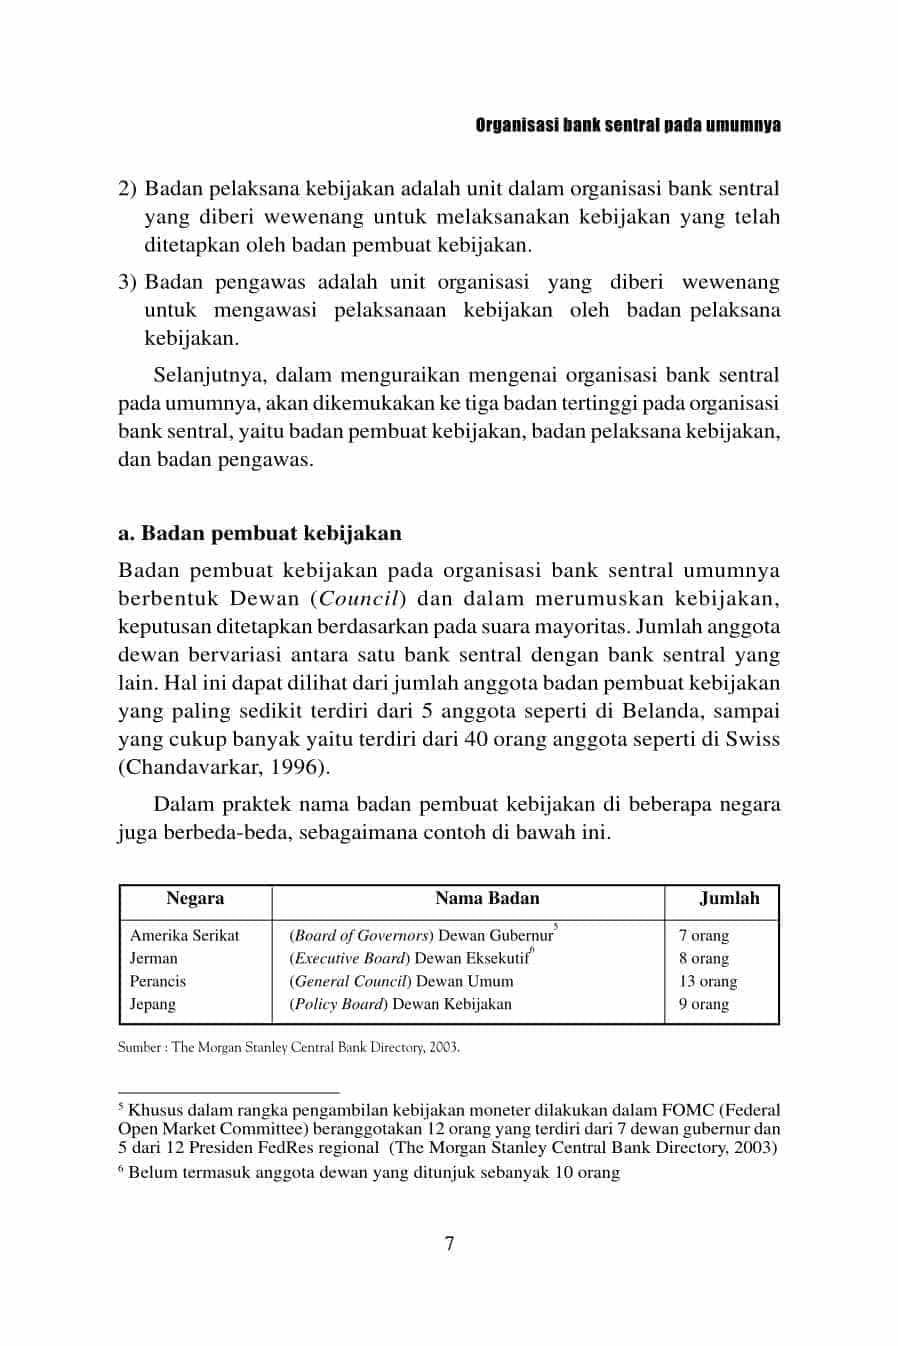 Organisasi bank sentral pada umumnya
2) Badan pelaksana kebijakan adalah unit dalam organisasi bank sentral
yang diberi wewenang untuk melaksanakan kebijakan yang telah
ditetapkan oleh badan pembuat kebijakan.
3) Badan pengawas adalah unit organisasi yang diberi wewenang
untuk mengawasi pelaksanaan kebijakan oleh badan pelaksana
kebijakan.
Selanjutnya, dalam menguraikan mengenai organisasi bank sentral
pada umumnya, akan dikemukakan ke tiga badan tertinggi pada organisasi
bank sentral, yaitu badan pembuat kebijakan, badan pelaksana kebijakan,
dan badan pengawas.
a. Badan pembuat kebijakan
Badan pembuat kebijakan pada organisasi bank sentral umumnya
berbentuk Dewan (Council) dan dalam merumuskan kebijakan,
keputusan ditetapkan berdasarkan pada suara mayoritas. Jumlah anggota
dewan bervariasi antara satu bank sentral dengan bank sentral yang
lain. Hal ini dapat dilihat dari jumlah anggota badan pembuat kebijakan
yang paling sedikit terdiri dari 5 anggota seperti di Belanda, sampai
yang cukup banyak yaitu terdiri dari 40 orang anggota seperti di Swiss
(Chandavarkar, 1996).
Dalam praktek nama badan pembuat kebijakan di beberapa negara
juga berbeda-beda, sebagaimana contoh di bawah ini.
Negara Nama Badan Jumlah
Amerika Serikat (Board of Governors) Dewan Gubernur5 7 orang
Jerman (Executive Board) Dewan Eksekutif6 8 orang
Perancis (General Council) Dewan Umum 13 orang
Jepang (Policy Board) Dewan Kebijakan 9 orang
Sumber : The Morgan Stanley Central Bank Directory, 2003.
5 Khusus dalam rangka pengambilan kebijakan moneter dilakukan dalam FOMC (Federal
Open Market Committee) beranggotakan 12 orang yang terdiri dari 7 dewan gubernur dan
5 dari 12 Presiden FedRes regional (The Morgan Stanley Central Bank Directory, 2003)
6 Belum termasuk anggota dewan yang ditunjuk sebanyak 10 orang
7